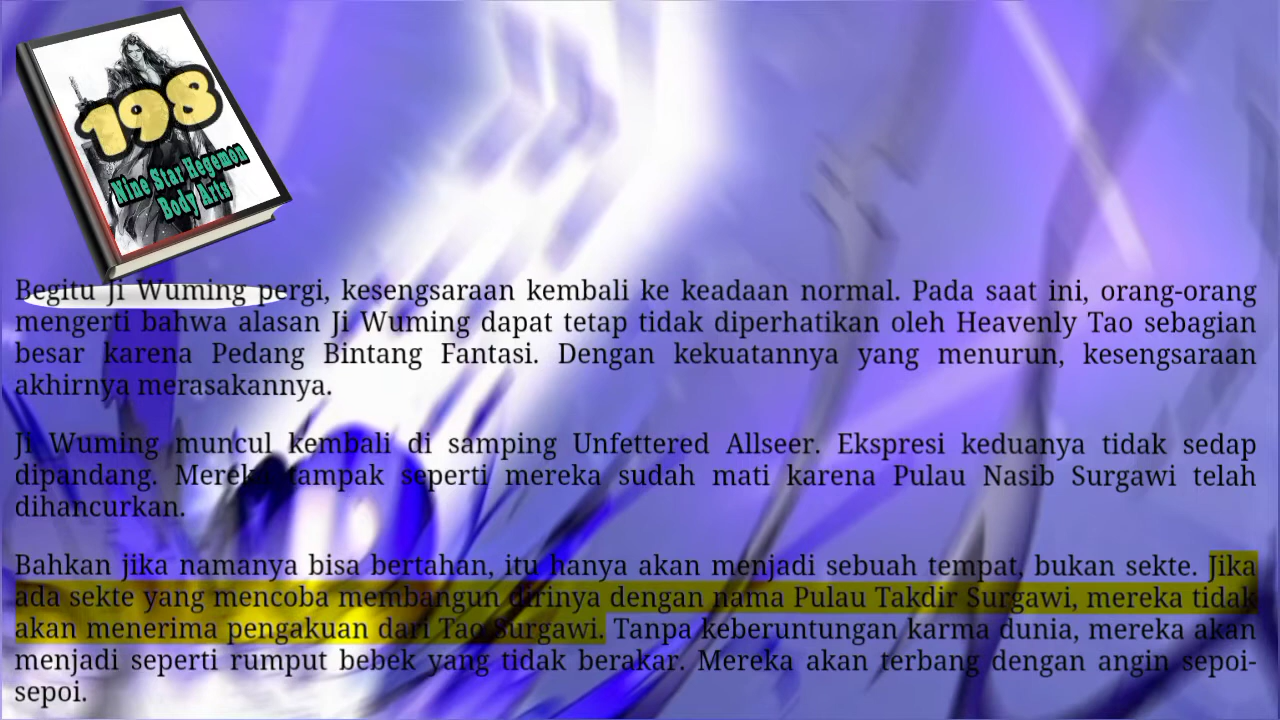 198
Nine Star Hegemon
Body Arts
Begitu Ji Wuming pergi, kesengsaraan kembali ke keadaan normal. Pada saat ini, orang-orang
mengerti bahwa alasan Ji Wuming dapat tetap tidak diperhatikan oleh Heavenly Tao sebagian
besar karena Pedang Bintang Fantasi. Dengan kekuatannya yang menurun, kesengsaraan
akhirnya merasakannya.
Ji Wuming muncul kembali di samping Unfettered Allseer. Ekspresi keduanya tidak sedap
dipandang. Mereka tampak seperti mereka sudah mati karena Pulau Nasib Surgawi telah
dihancurkan.
Bahkan jika namanya bisa bertahan, itu hanya akan menjadi sebuah tempat, bukan sekte. Jika
ada sekte yang mencoba membangun dirinya dengan nama Pulau Takdir Surgawi, mereka tidak
akan menerima pengakuan dari Tao Surgawi. Tanpa keberuntungan karma dunia, mereka akan
menjadi seperti rumput bebek yang tidak berakar. Mereka akan terbang dengan angin sepoi-
sepoi.